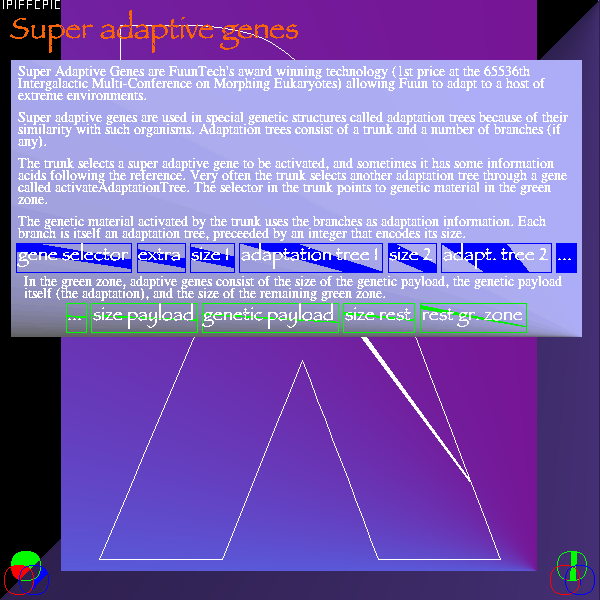 IPIFFCPIC
Super adaptive genes
Super Adaptive Genes are FuunTech's award winning technology (1st price at the 65536th
Intergalactic Multi-Conference on Morphing Eukaryotes) allowing Fuun to adapt to a host of
extreme environments.
Super adaptive genes are used in special genetic structures called adaptation trees because of their
similarity with such organisms. Adaptation trees consist of a trunk and a number of branches (if
any).
The trunk selects a super adaptive gene to be activated, and sometimes it has some information
acids following the reference. Very often the trunk selects another adaptation tree through a gene
called activateAdaptationTree. The selector in the trunk points to genetic material in the green
zone.
The genetic material activated by the trunk uses the branches as adaptation information. Each
branch is itself an adaptation tree, preceeded by an integer that encodes its size.
gene selector extra size 1 adaptation tree 1 size 2 adapt. tree 2 ...
In the green zone, adaptive genes consist of the size of the genetic payload, the genetic payload
itself (the adaptation), and the size of the remaining green zone.
... size payload genetic payload size rest rest gr. zone